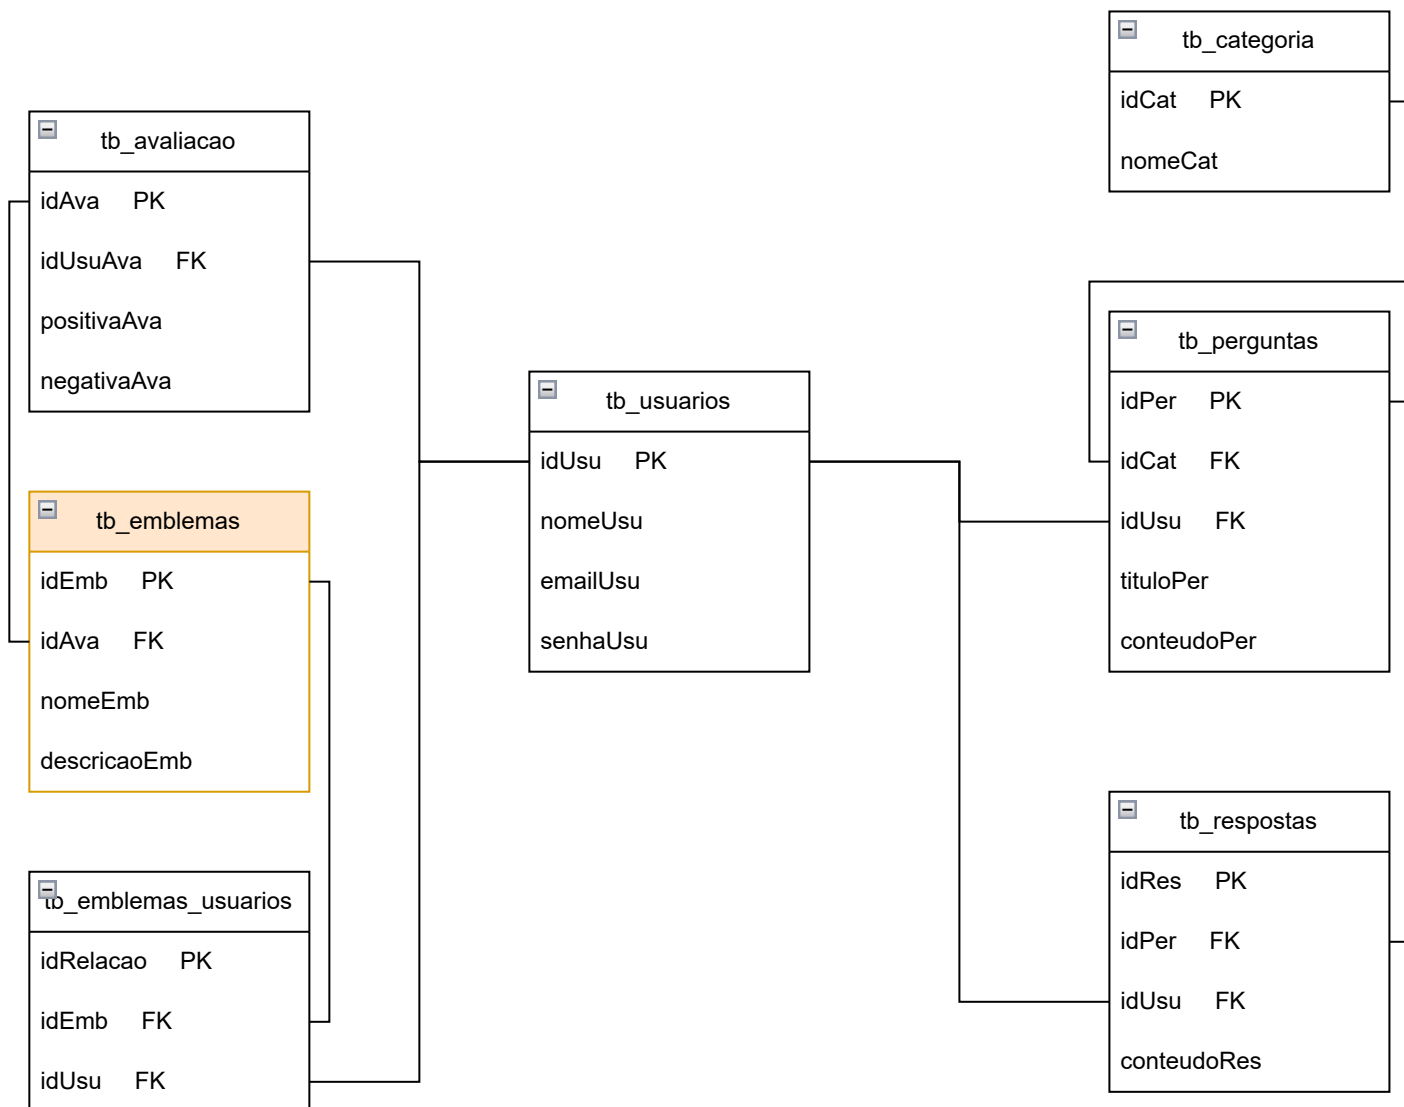 tb_categoria
idCat PK
nomeCat
tb_avaliacao
idAva PK
idUsuAva FK
positivaAva
negativaAva
tb_usuarios
idUsu PK
nomeUsu
emailUsu
senhaUsu
tb_perguntas
idPer PK
idCat FK
idUsu FK
tituloPer
conteudoPer
tb_emblemas
idEmb PK
idAva FK
nomeEmb
descricaoEmb
tb_emblemas_usuarios
idRelacao PK
idEmb FK
idUsu FK
tb_respostas
idRes PK
idPer FK
idUsu FK
conteudoRes